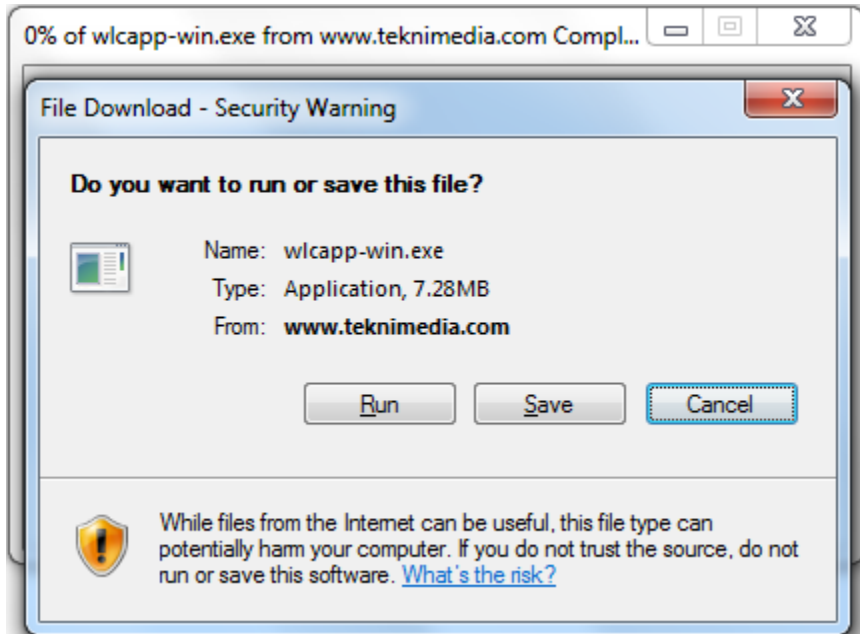 0% of wlcapp-win.exe from www.teknimedia.com Compl...
File Download - Security Warning
Do you want to run or save this file?
Name: wlcapp-win.exe
Type: Application, 7.28MB
From: www.teknimedia.com
Run Save Cancel
While files from the Internet can be useful, this file type can
potentially harm your computer. If you do not trust the source, do not
run or save this software. What's the risk?